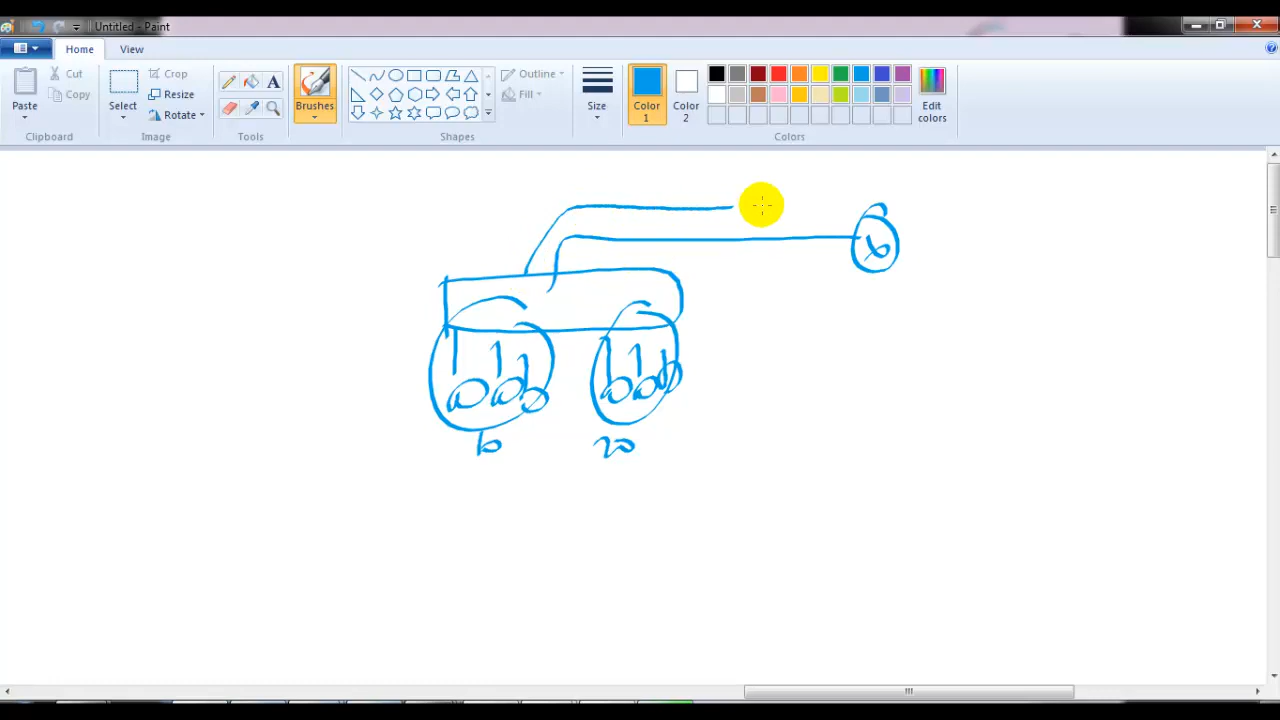 Untitled - Paint
Home View
Paste
Cut
Copy
Clipboard
Select
Crop
Resize
Rotate
Image
A
Tools
Brushes
Outline
Fill
Shapes
Size
Color 1
Color 2
Edit colors
Colors
20